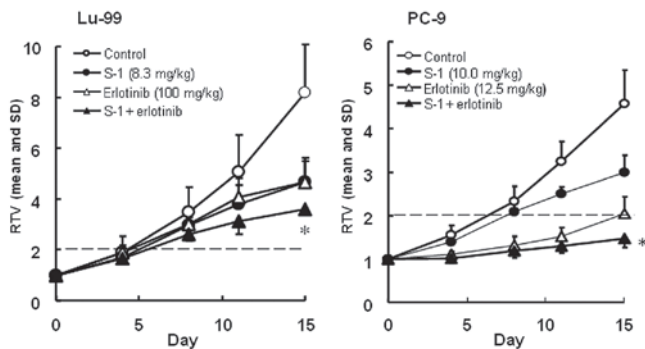 Lu-99
RTV (mean and SD)
10
8
6
4
2
0
Control
S-1 (8.3 mg/kg)
Erlotinib (100 mg/kg)
S-1 + erlotinib
*
0
5
10
15
Day
PC-9
RTV (mean and SD)
6
5
4
3
2
1
0
Control
S-1 (10.0 mg/kg)
Erlotinib (12.5 mg/kg)
S-1 + erlotinib
*
0
5
10
15
Day